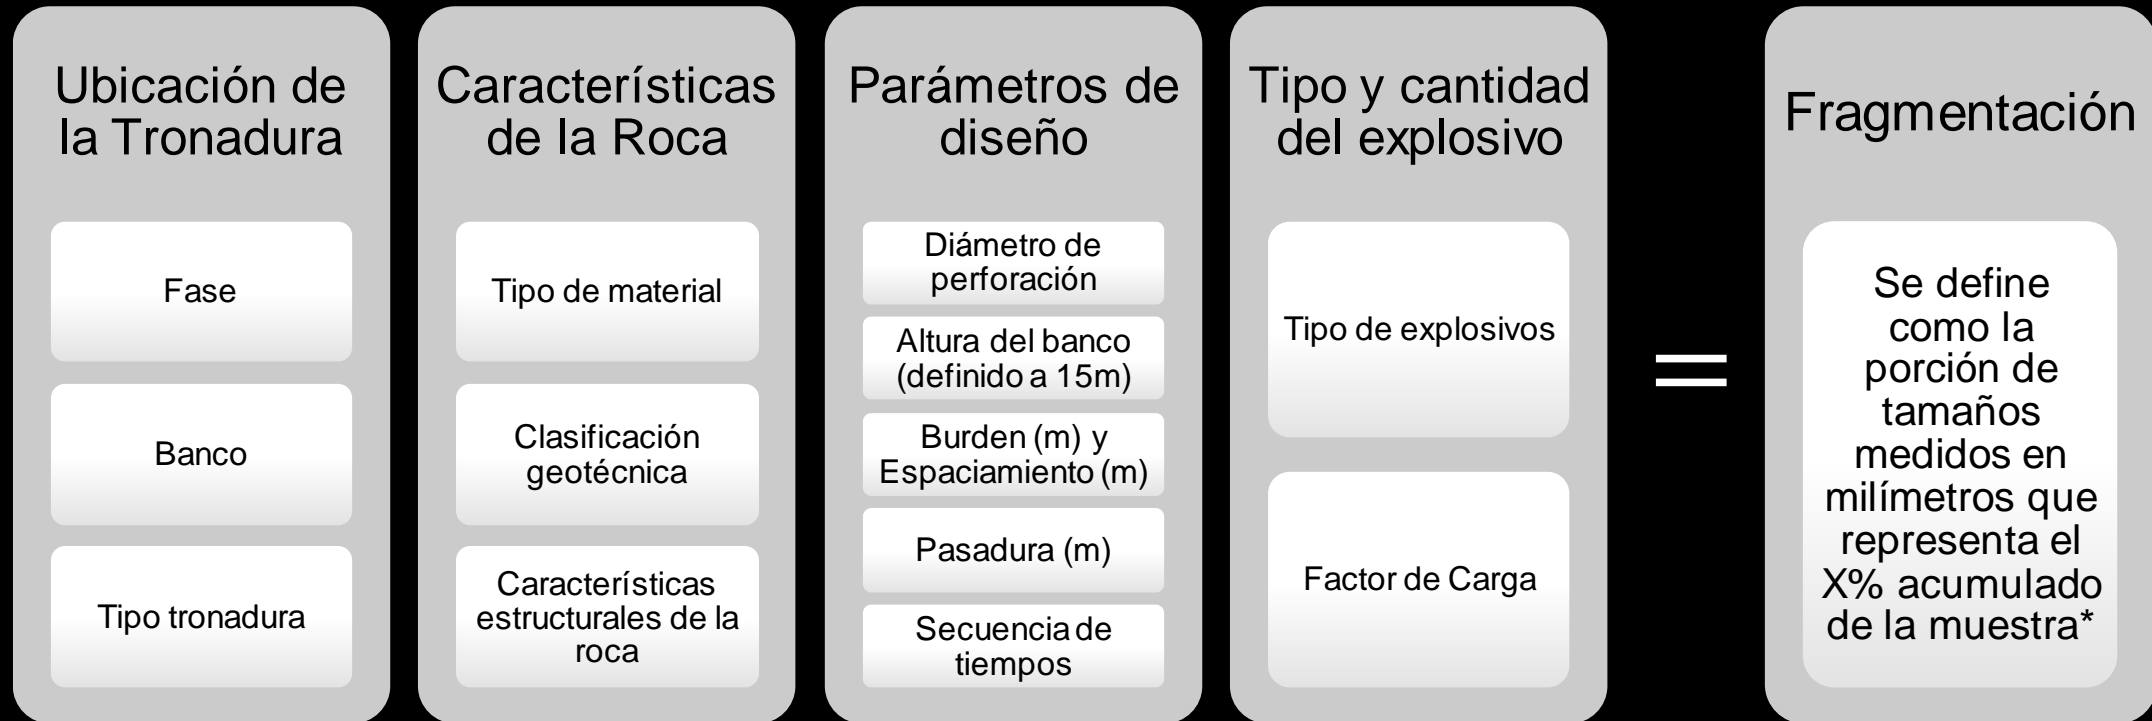 Ubicación de
la Tronadura
Fase
Banco
Tipo tronadura
Características
de la Roca
Tipo de material
Clasificación
geotécnica
Características
estructurales de la
roca
Parámetros de
diseño
Diámetro de
perforación
Altura del banco
(definido a 15m)
Burden (m) y
Espaciamiento (m)
Pasadura (m)
Secuencia de
tiempos
Tipo y cantidad
del explosivo
Tipo de explosivos
Factor de Carga
=
Fragmentación
Se define
como la
porción de
tamaños
medidos en
milímetros que
representa el
X% acumulado
de la muestra*